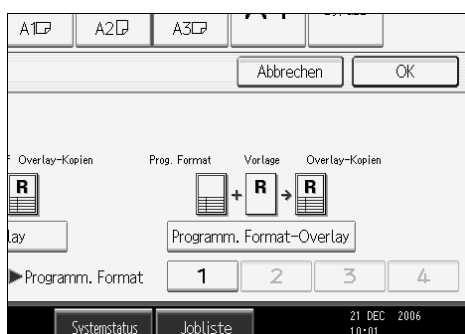 A1 A2 A3
Abbrechen OK
Overlay-Kopien Prog. Format Vorlage Overlay-Kopien
R + R → R
lay Programm. Format-Overlay
▶Programm. Format 1 2 3 4
21 DEC 2006
Systemstatus Jobliste 10:01